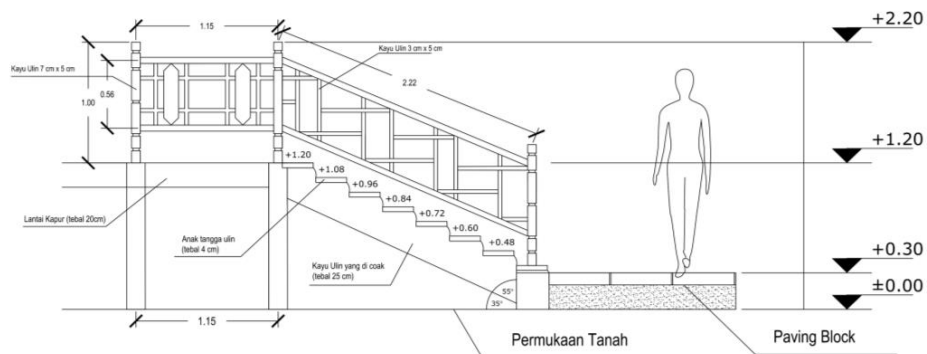 1.15
+2.20
Kayu Ulin 3 cm x 5 cm
Kayu Ulin 7 cm x 5 cm
0.56
1.00
2.22
+1.20
+1.20
+1.08
+0.96
+0.84
+0.72
+0.60
+0.48
Lantai Kapur (tebal 20cm)
Anak tangga ulin
(tebal 4 cm)
Kayu Ulin yang di coak
(tebal 25 cm)
+0.30
±0.00
55°
35°
1.15
Permukaan Tanah
Paving Block